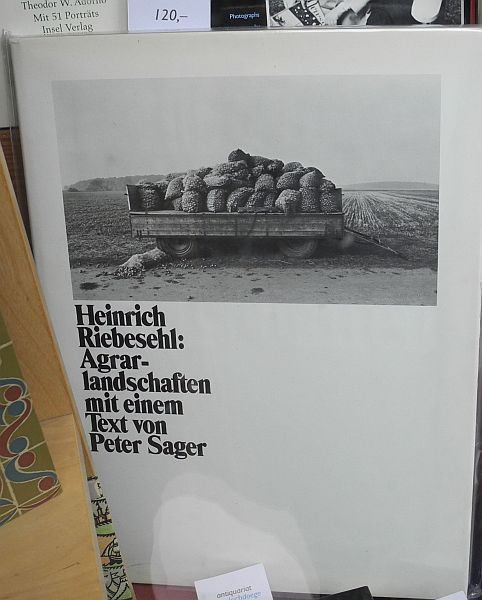 Theodor W. Adorno
Mit 51 Porträts
Insel Verlag
120,–
Photographs
Heinrich
Riebesehl:
Agrar-
landschaften
mit einem
Text von
Peter Sager
antiquariat